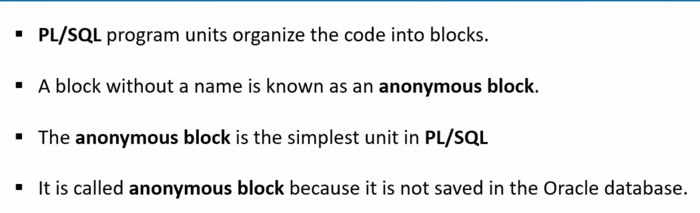 ▪ PL/SQL program units organize the code into blocks.
▪ A block without a name is known as an anonymous block.
▪ The anonymous block is the simplest unit in PL/SQL
▪ It is called anonymous block because it is not saved in the Oracle database.